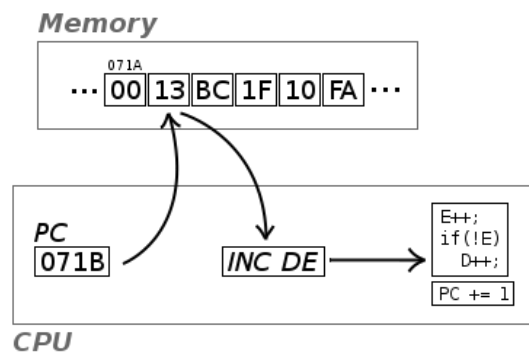 Memory
071A
... 00 13 BC 1F 10 FA ...
PC
071B
INC DE
E++;
if(!E)
D++;
PC += 1
CPU